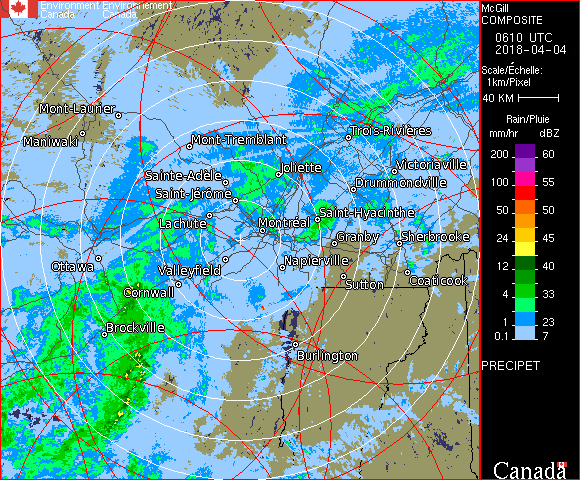 Environment Environnement
Canada Canada
McGill
COMPOSITE
0610 UTC
2018-04-04
Scale/Échelle:
1km/Pixel
40 KM
Rain/Pluie
mm/hr dBZ
200 60
100 55
50 50
24 45
12 40
4 33
1 23
0.1 7
PRECIPET
Mont-Laurier
Maniwaki
Mont-Tremblant
Trois-Rivières
Sainte-Adèle
Joliette
Victoriaville
Saint-Jérôme
Drummondville
Lachute
Montréal
Saint-Hyacinthe
Granby
Sherbrooke
Ottawa
Valleyfield
Napierville
Cornwall
Sutton
Coaticook
Brockville
Burlington
Canada